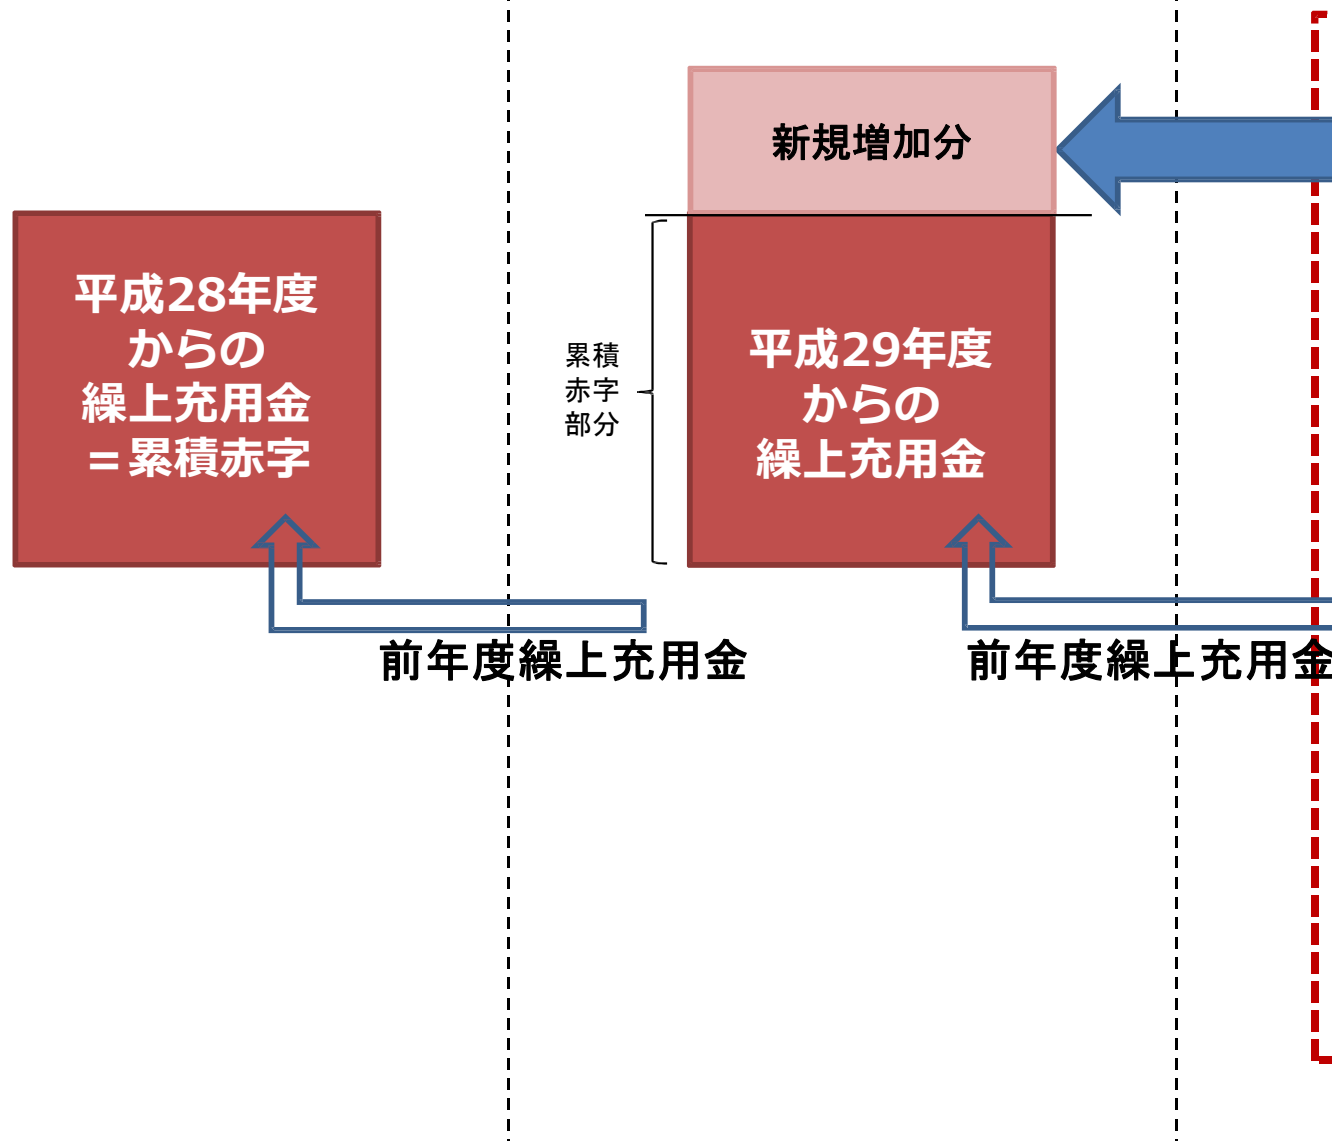 新規増加分
平成28年度
からの
繰上充用金
＝累積赤字
累積
赤字
部分
平成29年度
からの
繰上充用金
前年度繰上充用金
前年度繰上充用金